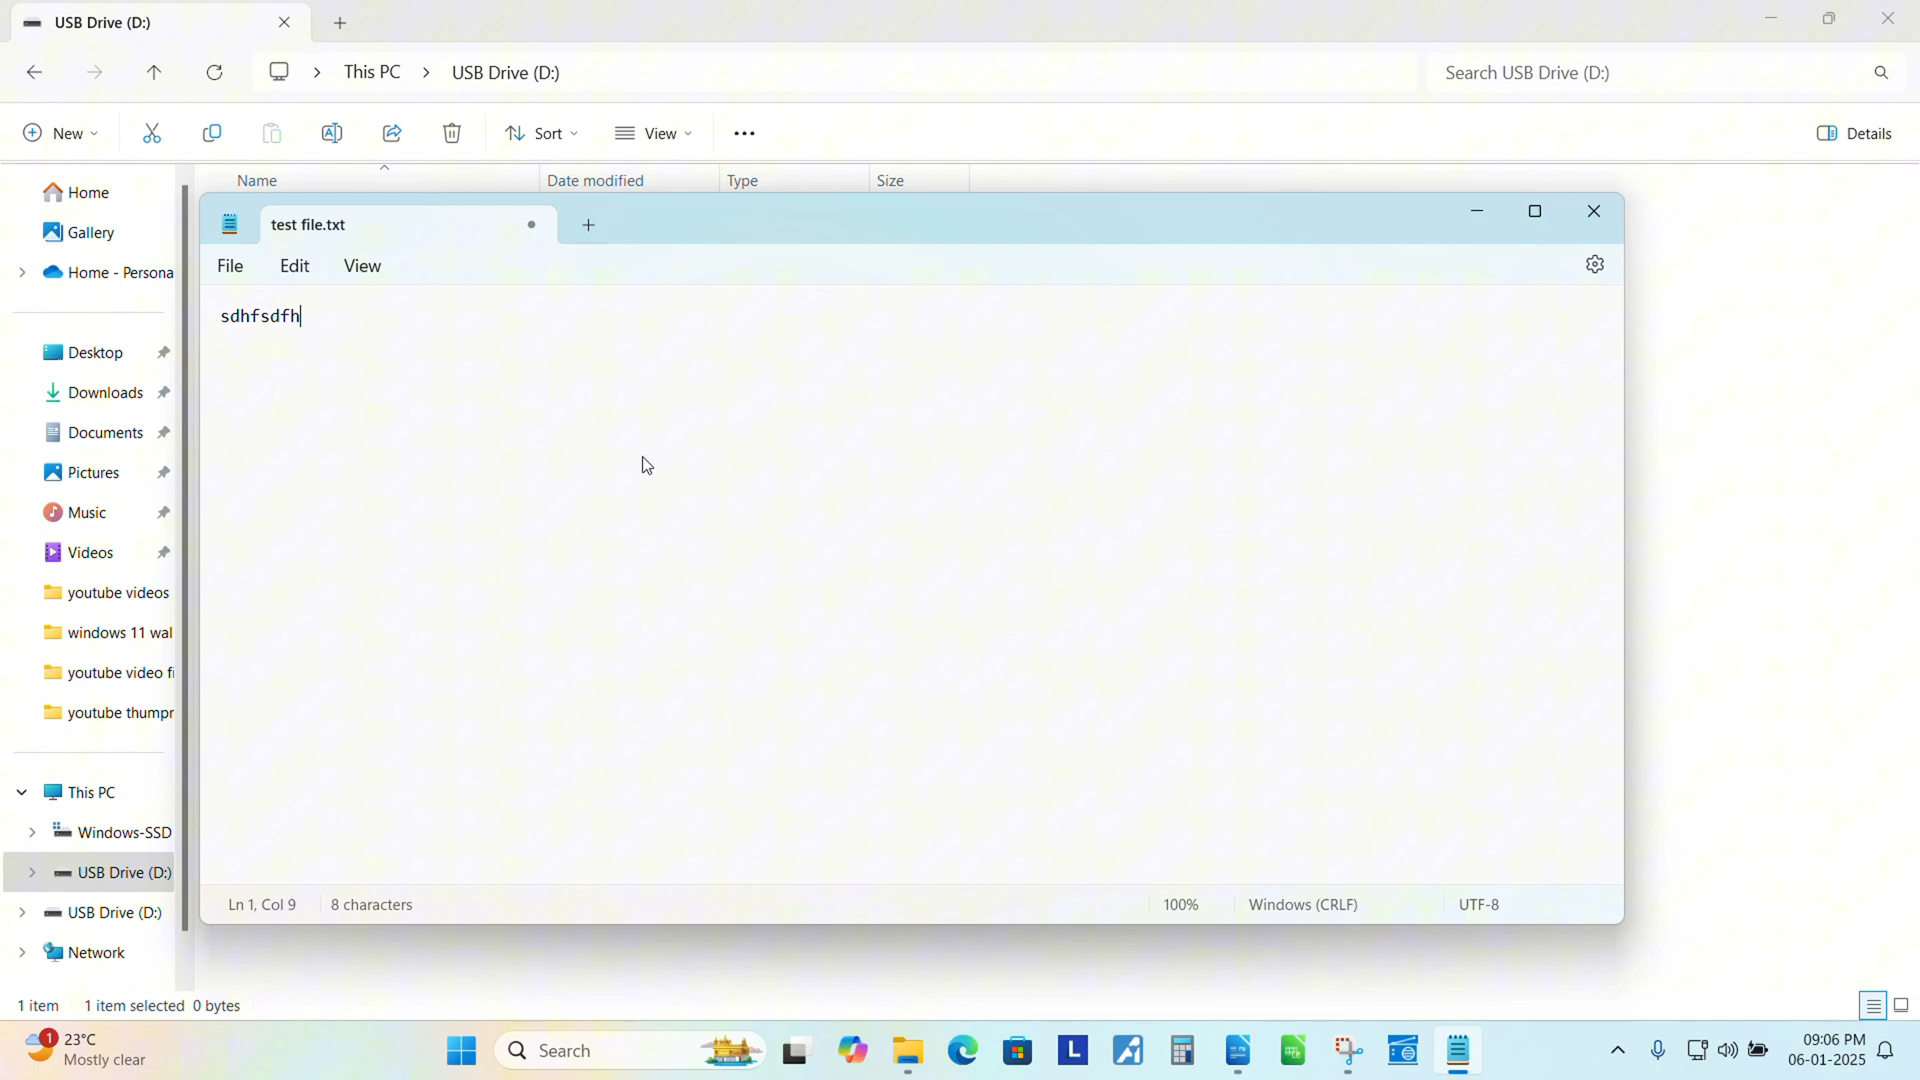 USB Drive (D:)
This PC > USB Drive (D:)
Search USB Drive (D:)
New
Sort
View
Details
Name
Date modified
Type
Size
Home
Gallery
Home - Persona
Desktop
Downloads
Documents
Pictures
Music
Videos
youtube videos
windows 11 wal
youtube video fi
youtube thumpr
This PC
Windows-SSD
USB Drive (D:)
USB Drive (D:)
Network
test file.txt
File Edit View
sdhfsdfh
Ln 1, Col 9
8 characters
100%
Windows (CRLF)
UTF-8
1 item
1 item selected 0 bytes
1
23°C
Mostly clear
Search
L
09:06 PM
06-01-2025